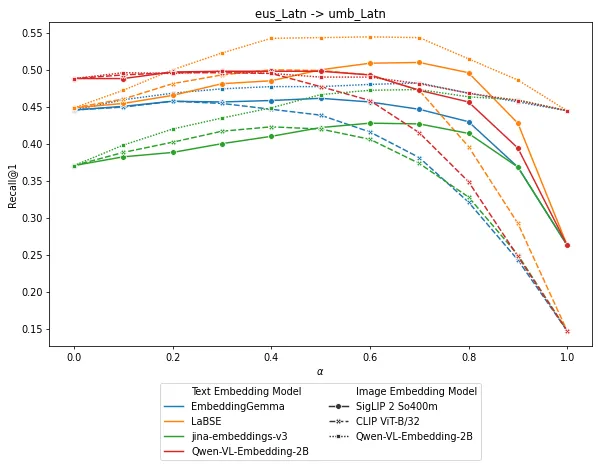 eus_Latn -> umb_Latn
Recall@1
0.55
0.50
0.45
0.40
0.35
0.30
0.25
0.20
0.15
0.0
0.2
0.4
0.6
0.8
1.0
α
Text Embedding Model
EmbeddingGemma
LaBSE
jina-embeddings-v3
Qwen-VL-Embedding-2B
Image Embedding Model
SigLIP 2 So400m
CLIP ViT-B/32
Qwen-VL-Embedding-2B